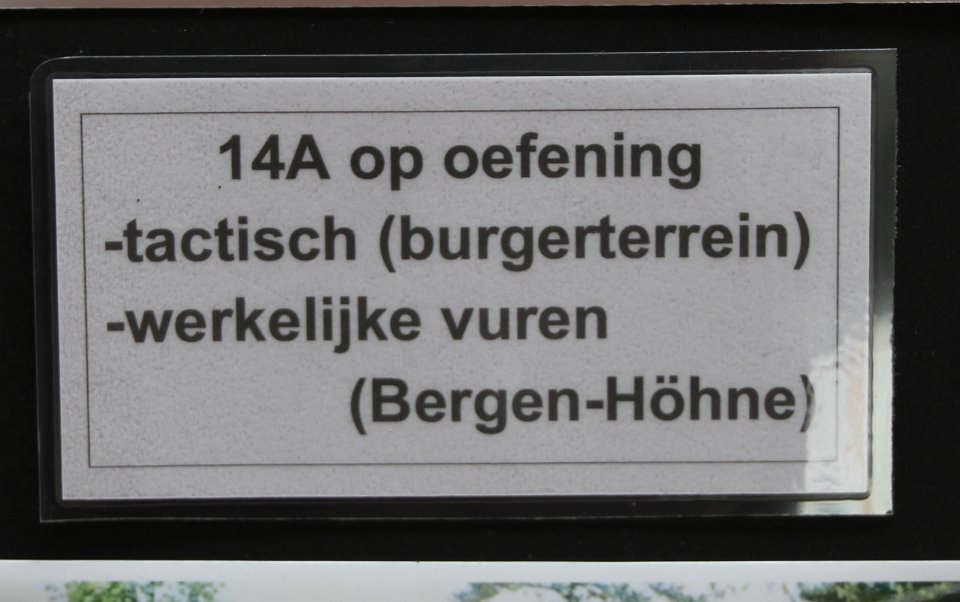 14A op oefening
-tactisch (burgerterrein)
-werkelijke vuren
(Bergen-Höhne)